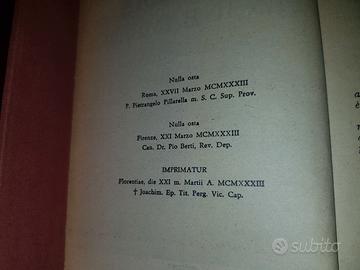 Nulla osta
Roma, XXVII Marzo MCMXXXIII
P. Pietrangelo Pillarella m. S. C. Sup. Prov.
Nulla osta
Firenze, XXI Marzo MCMXXXIII
Can. Dr. Pio Berti, Rev. Dep.
IMPRIMATUR
Florentiae, die XXI m. Martii A. MCMXXXIII
† Joachim. Ep. Tit. Perg. Vic. Cap.
subito